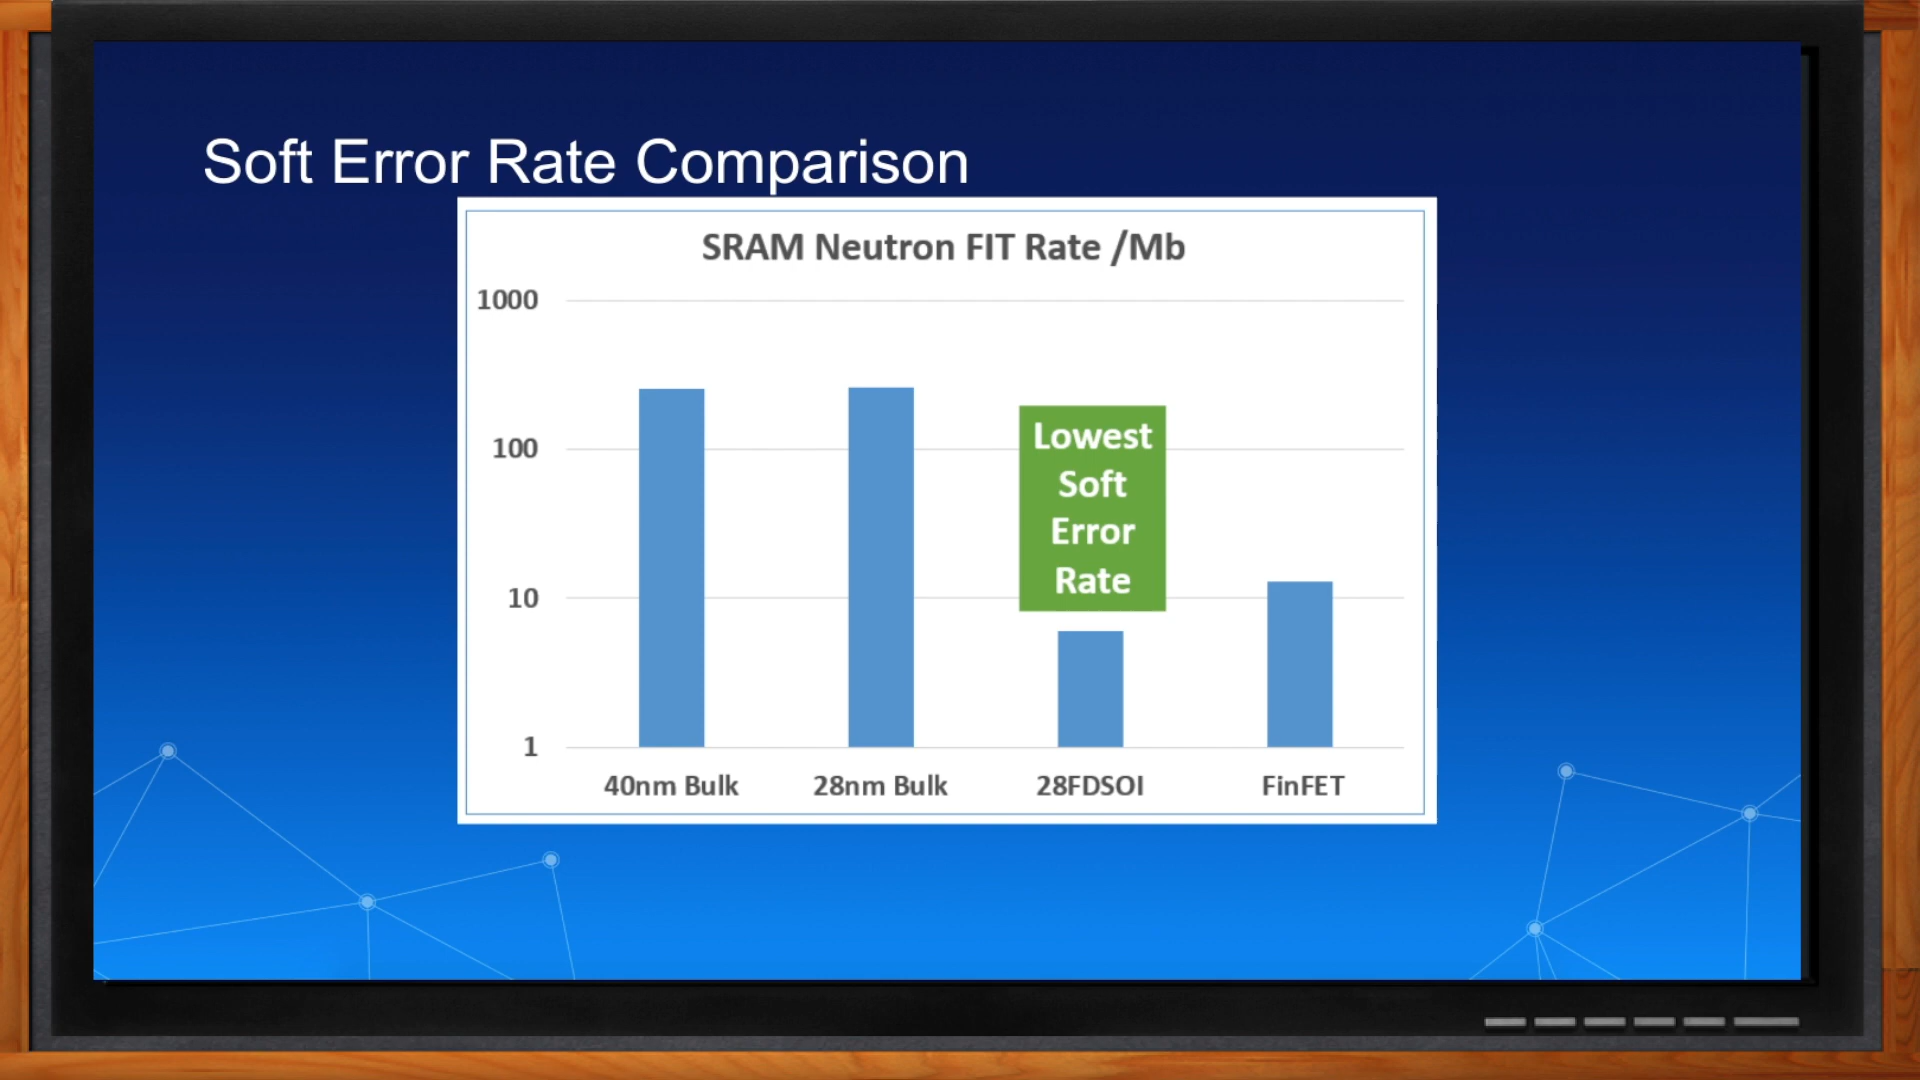 Soft Error Rate Comparison
SRAM Neutron FIT Rate /Mb
1000
100
10
1
Lowest
Soft
Error
Rate
40nm Bulk
28nm Bulk
28FDSOI
FinFET